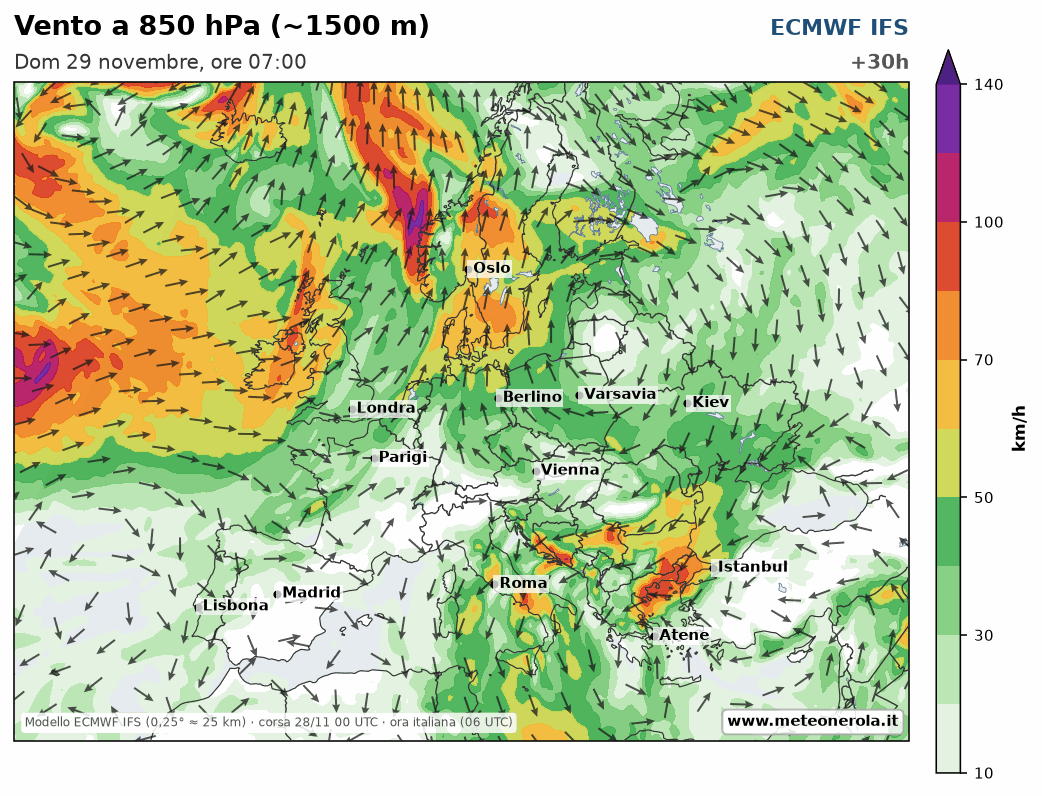 Vento a 850 hPa (~1500 m)
ECMWF IFS
Dom 29 novembre, ore 07:00
+30h
140
100
70
50
30
10
km/h
Oslo
Londra
Berlino
Varsavia
Kiev
Parigi
Vienna
Roma
Istanbul
Madrid
Lisbona
Atene
Modello ECMWF IFS (0,25° ≈ 25 km) · corsa 28/11 00 UTC · ora italiana (06 UTC)
www.meteonerola.it